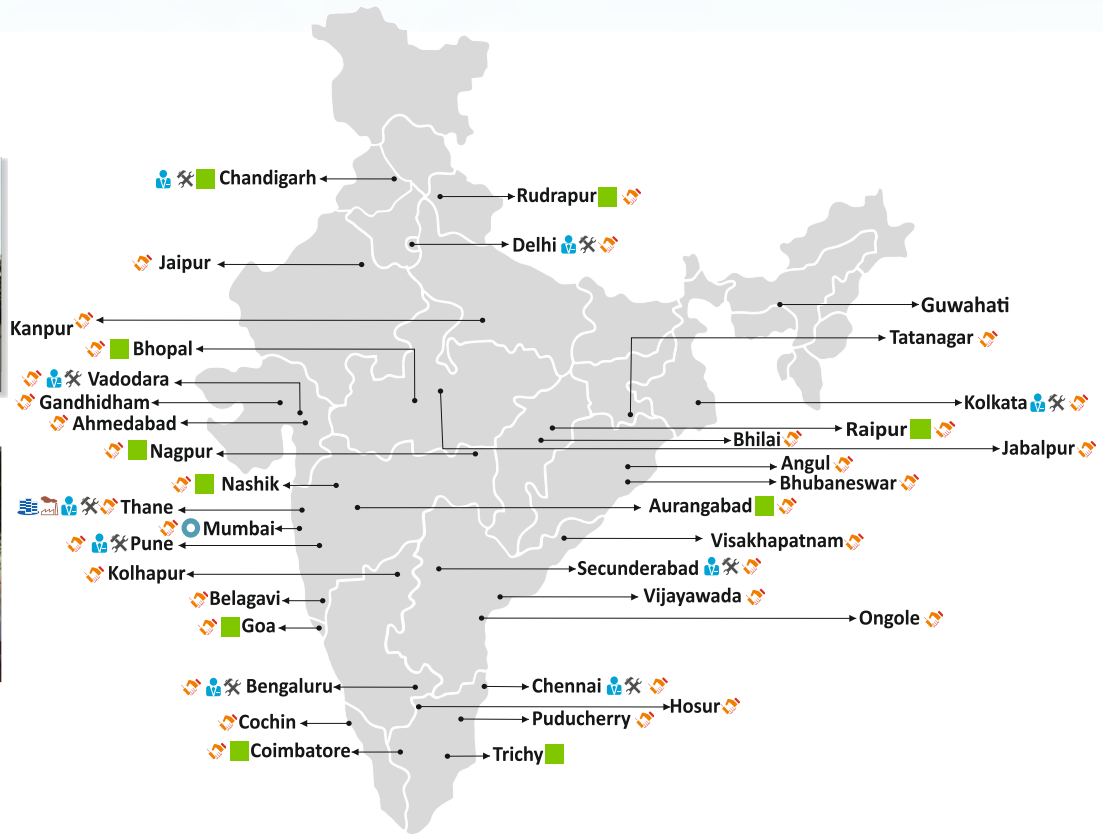 Chandigarh
Rudrapur
Delhi
Jaipur
Guwahati
Kanpur
Tatanagar
Bhopal
Vadodara
Gandhidham
Kolkata
Ahmedabad
Raipur
Bhilai
Jabalpur
Nagpur
Angul
Bhubaneswar
Nashik
Thane
Aurangabad
Mumbai
Pune
Visakhapatnam
Secunderabad
Kolhapur
Vijayawada
Belagavi
Ongole
Goa
Bengaluru
Chennai
Hosur
Puducherry
Cochin
Coimbatore
Trichy